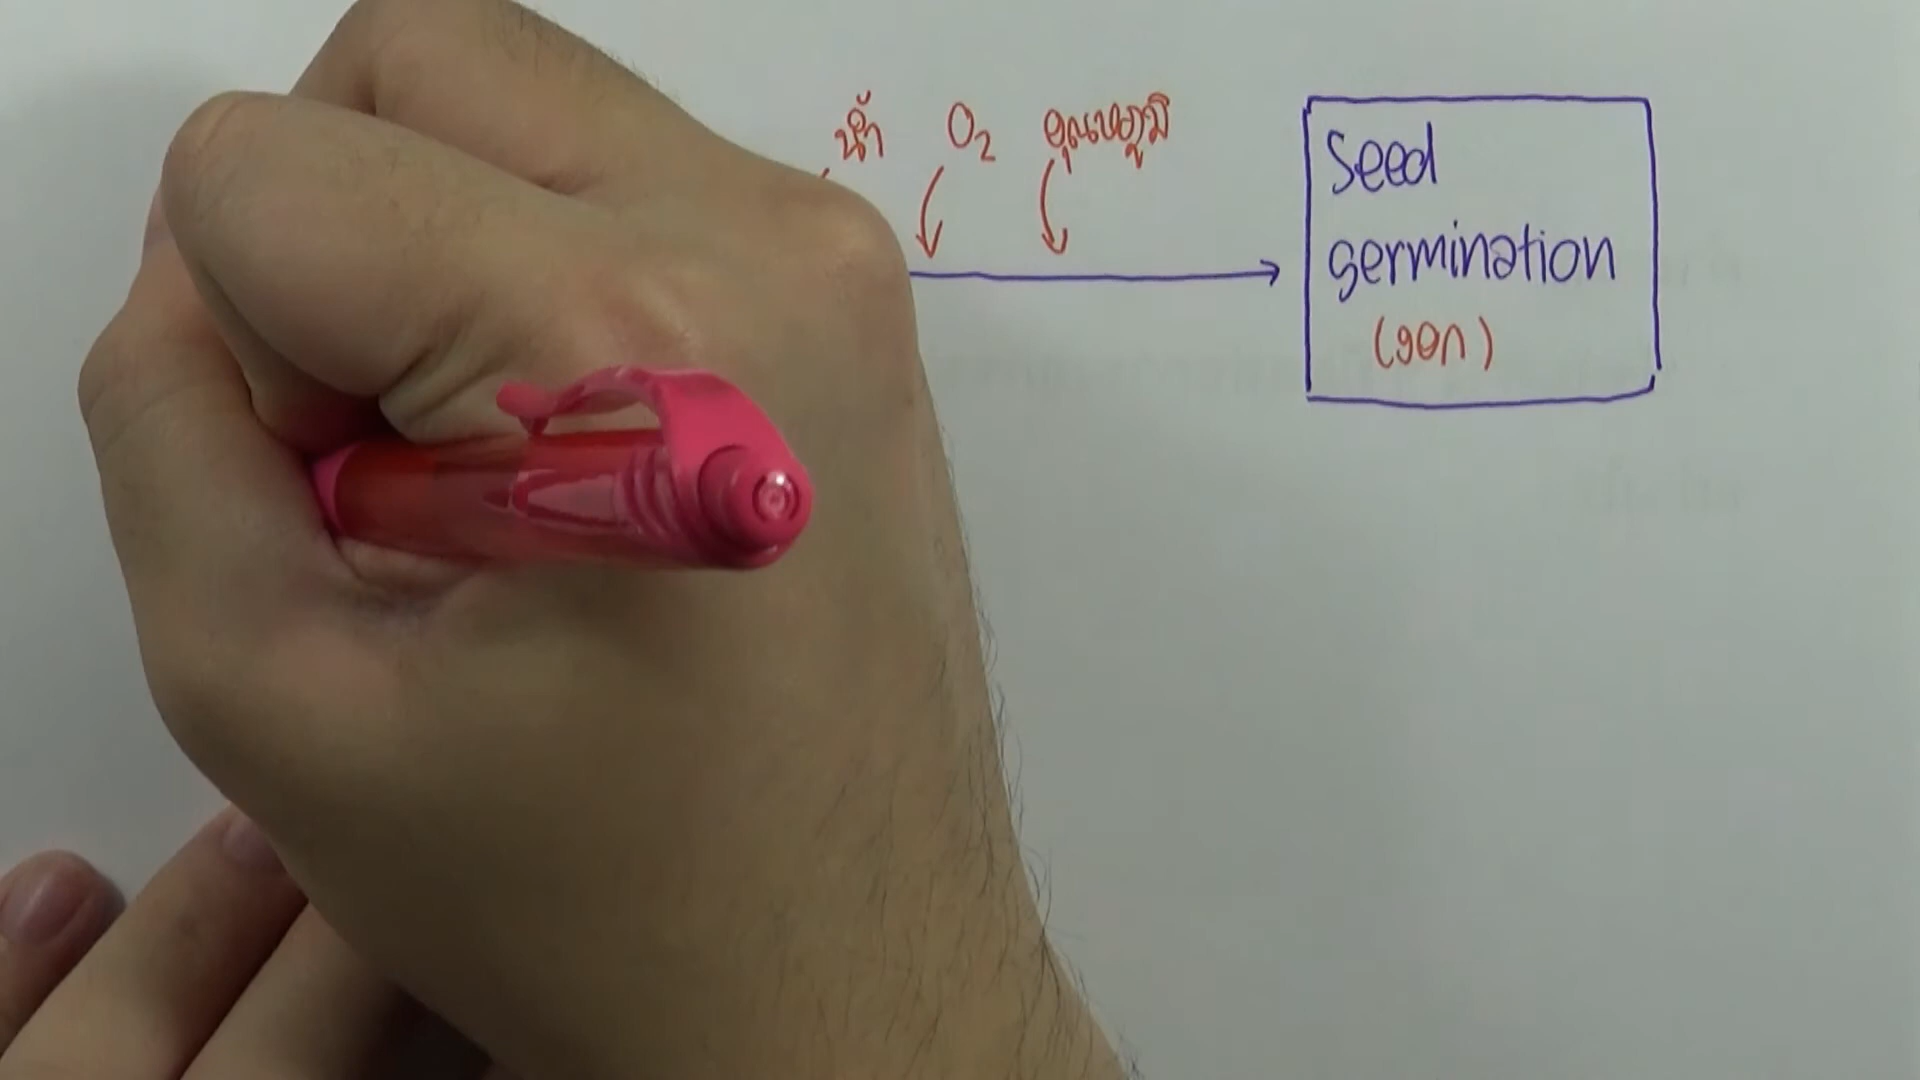 น้ำ O2 อุณหภูมิ
seed
germination
(งอก)